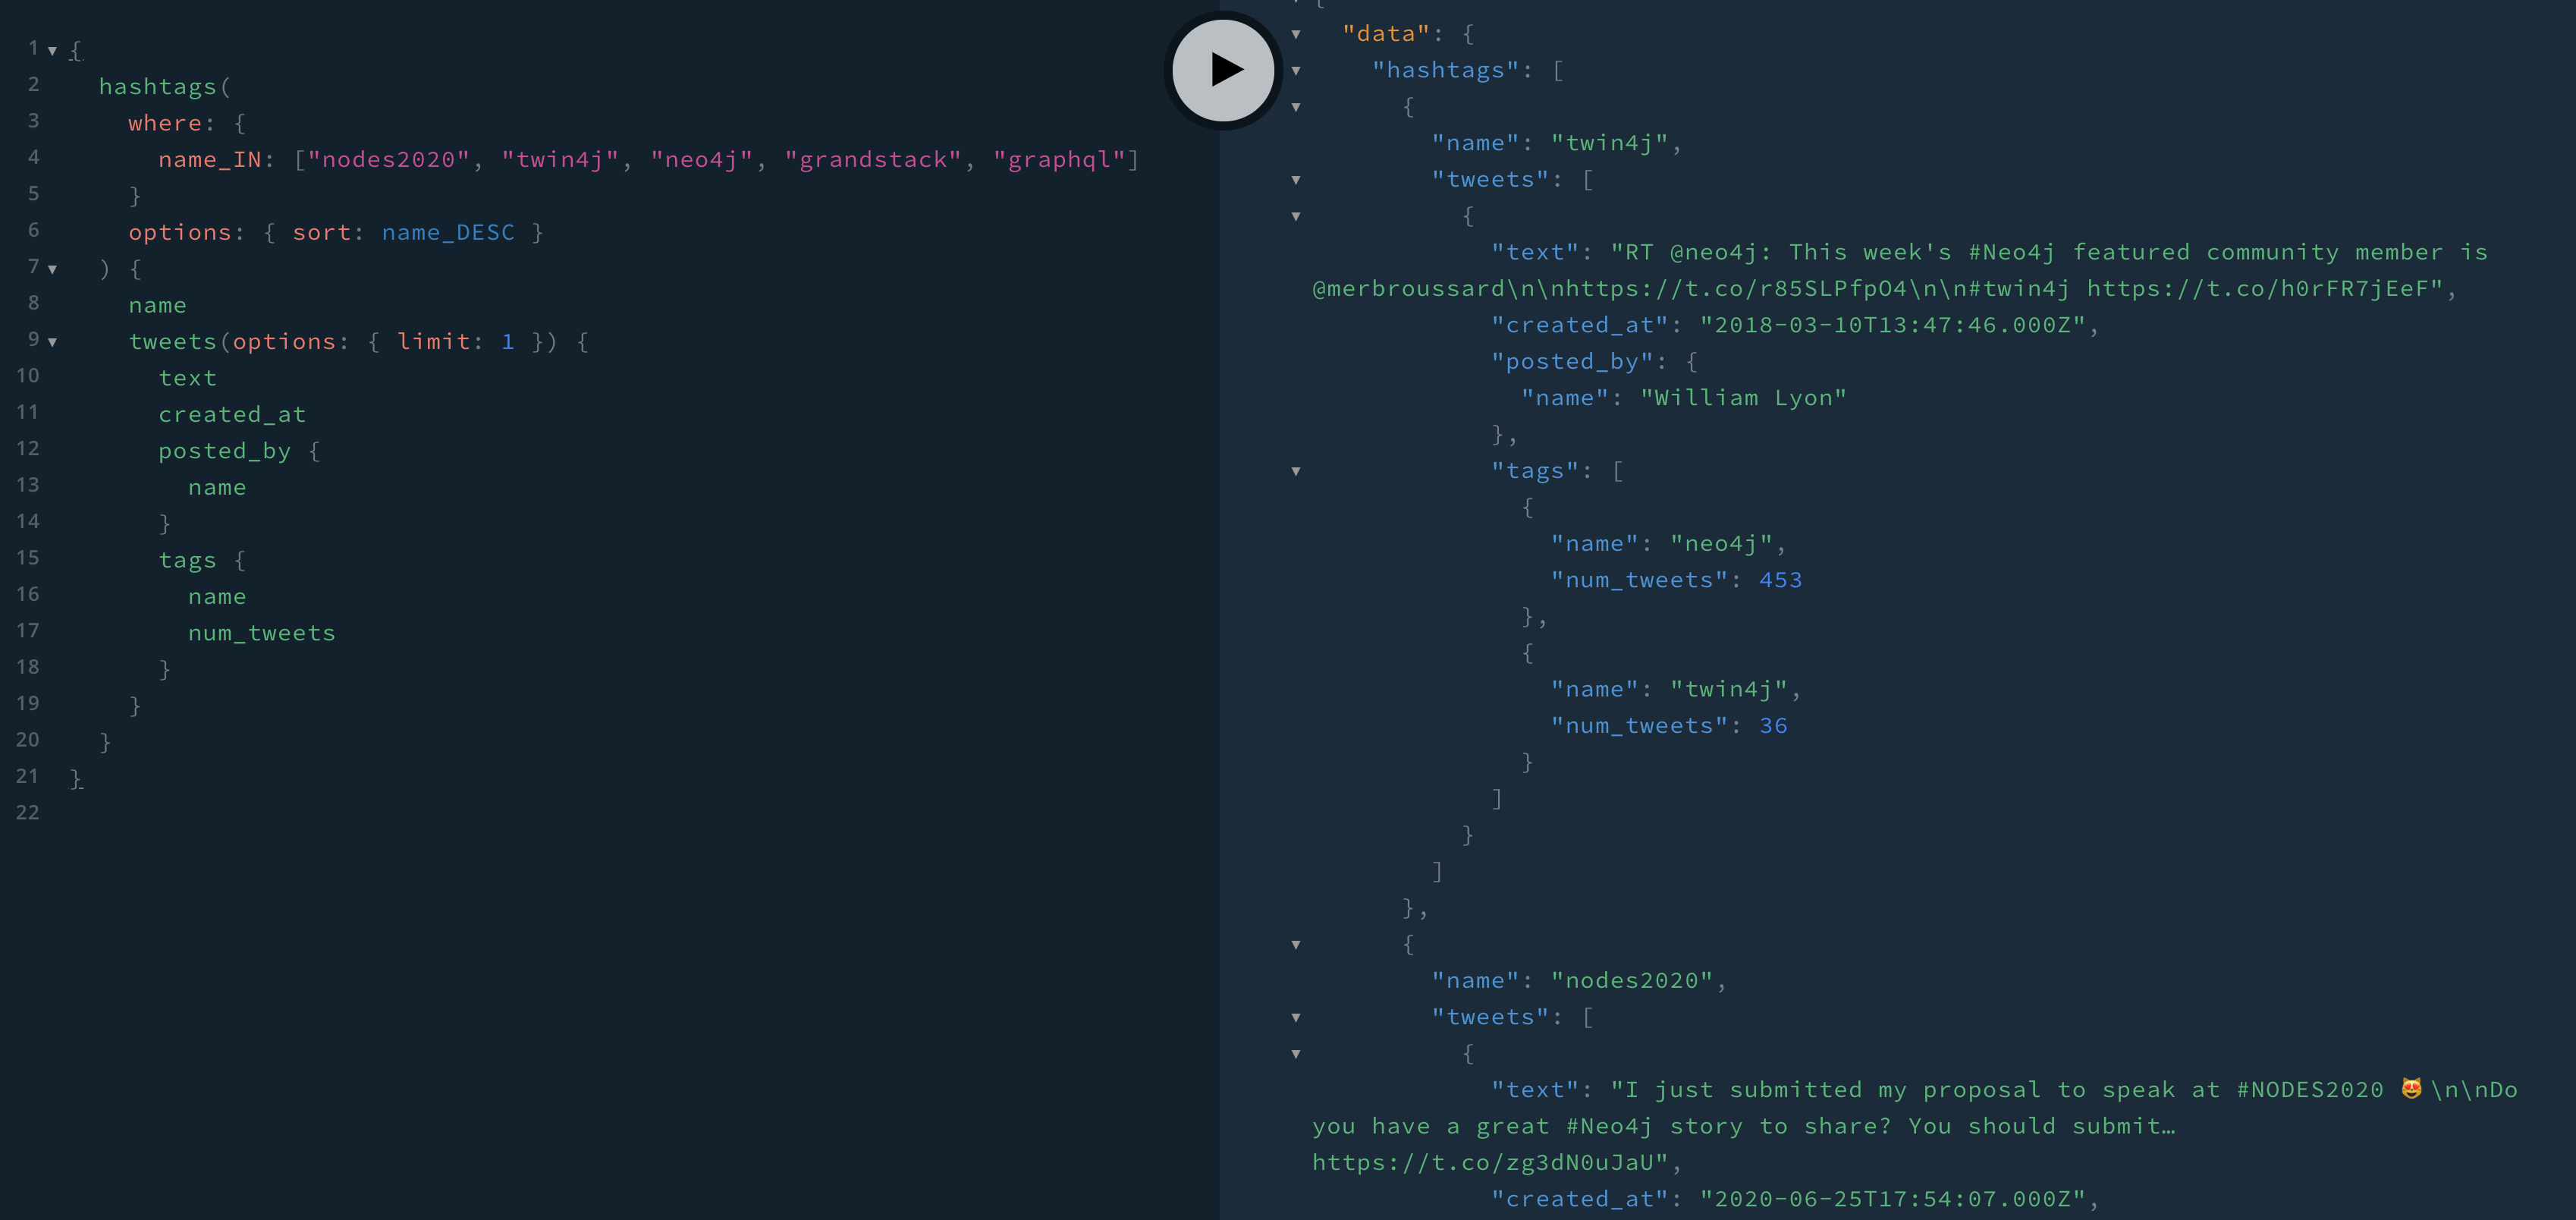 1 {
2 hashtags(
3 where: {
4 name_IN: ["nodes2020", "twin4j", "neo4j", "grandstack", "graphql"]
5 }
6 options: { sort: name_DESC }
7 ) {
8 name
9 tweets(options: { limit: 1 }) {
10 text
11 created_at
12 posted_by {
13 name
14 }
15 tags {
16 name
17 num_tweets
18 }
19 }
20 }
21 }
22
{
"data": {
"hashtags": [
{
"name": "twin4j",
"tweets": [
{
"text": "RT @neo4j: This week's #Neo4j featured community member is
@merbroussard\n\nhttps://t.co/r85SLPfpO4\n\n#twin4j https://t.co/h0rFR7jEeF",
"created_at": "2018-03-10T13:47:46.000Z",
"posted_by": {
"name": "William Lyon"
},
"tags": [
{
"name": "neo4j",
"num_tweets": 453
},
{
"name": "twin4j",
"num_tweets": 36
}
]
}
]
},
{
"name": "nodes2020",
"tweets": [
{
"text": "I just submitted my proposal to speak at #NODES2020 😻\n\nDo
you have a great #Neo4j story to share? You should submit…
https://t.co/zg3dN0uJaU",
"created_at": "2020-06-25T17:54:07.000Z",